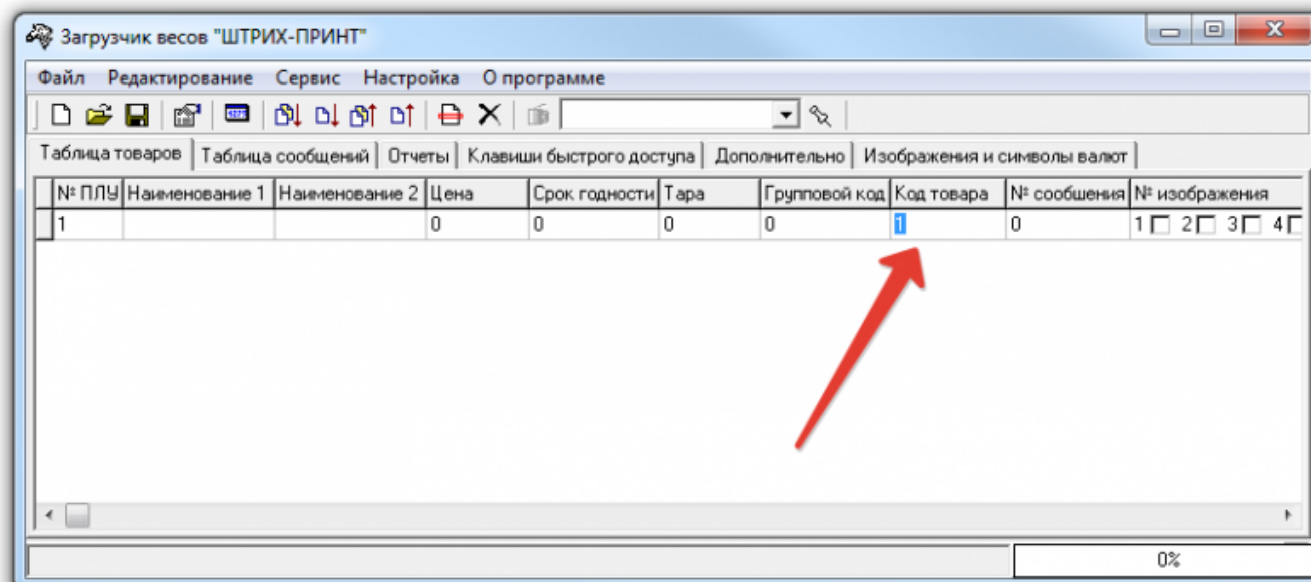 Загрузчик весов "ШТРИХ-ПРИНТ"
Файл Редактирование Сервис Настройка О программе
Таблица товаров Таблица сообщений Отчеты Клавиши быстрого доступа Дополнительно Изображения и символы валют
№ ПЛУ Наименование 1 Наименование 2 Цена Срок годности Тара Групповой код Код товара № сообшения № изображения
1 0 0 0 0 1 0 1 2 3 4
0%